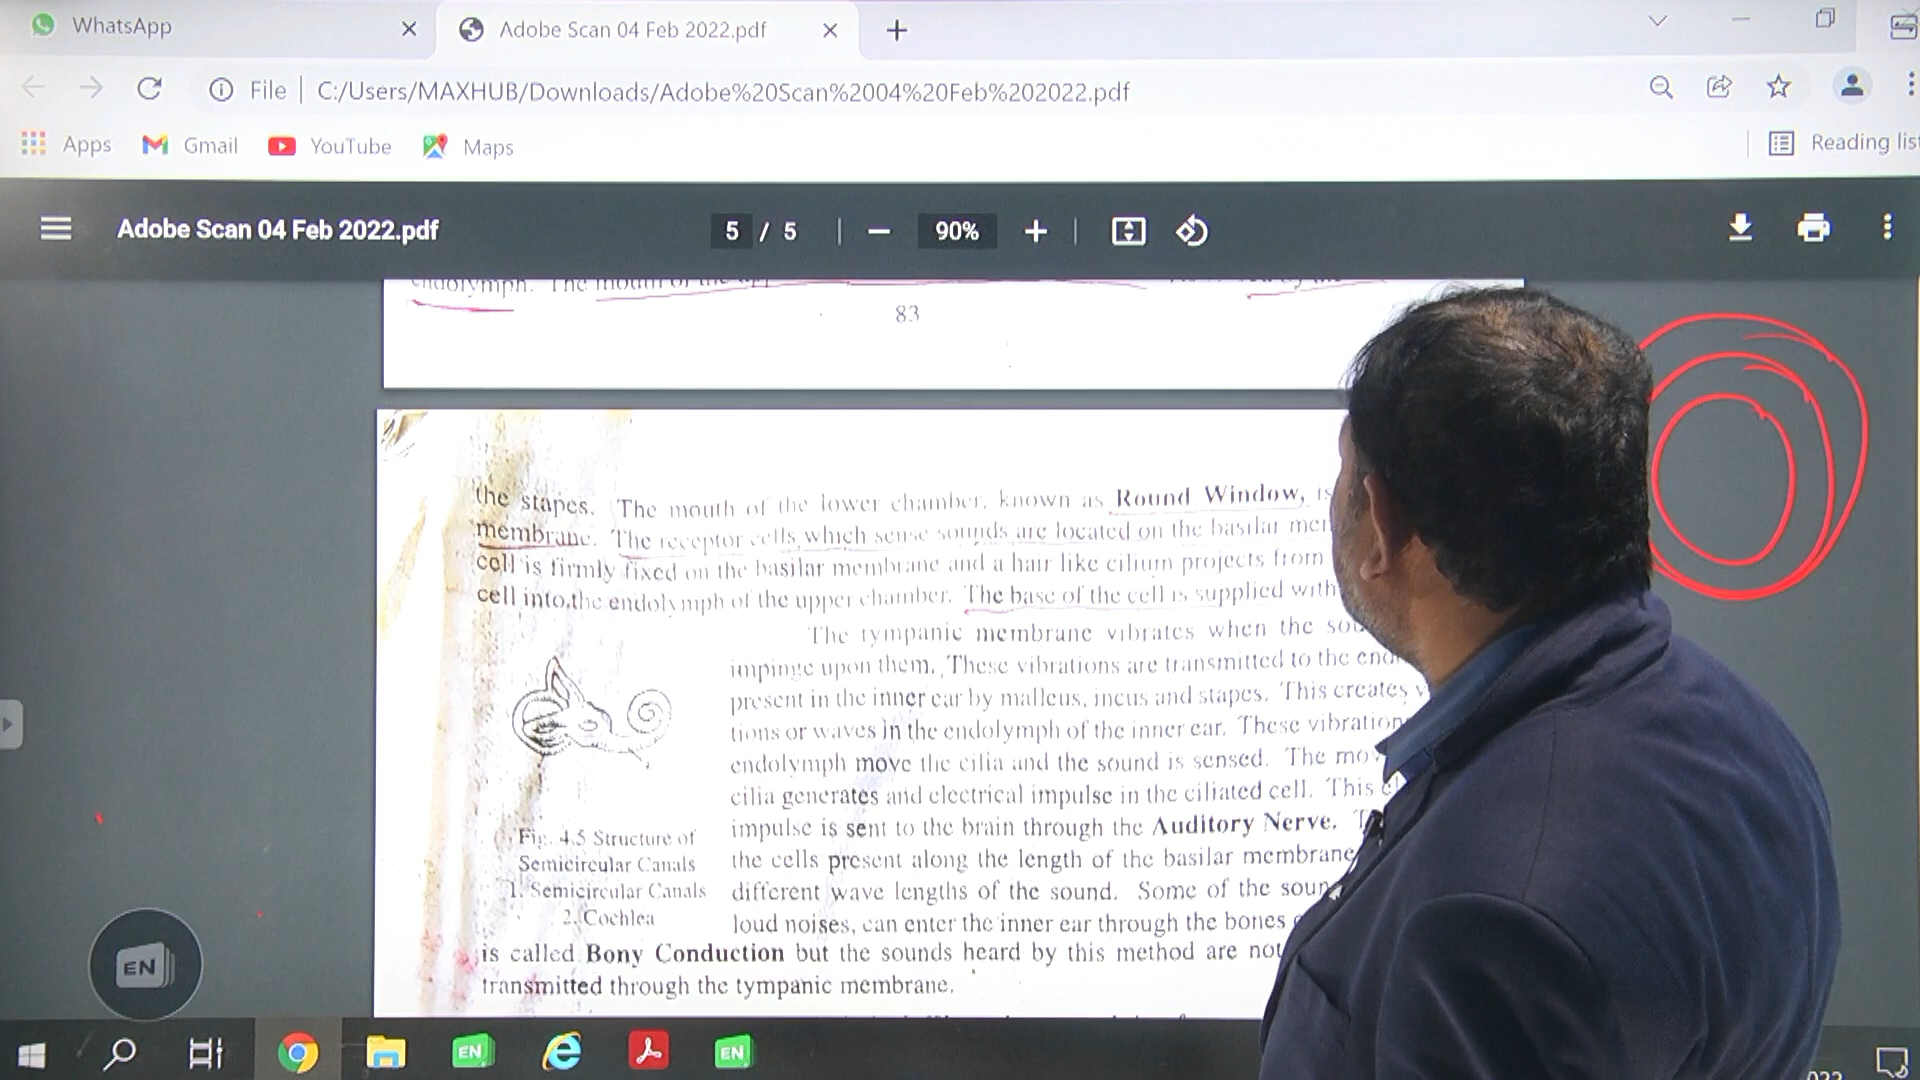 WhatsApp
Adobe Scan 04 Feb 2022.pdf
File
C:/Users/MAXHUB/Downloads/Adobe%20Scan%2004%20Feb%202022.pdf
Apps
Gmail
YouTube
Maps
Reading list
Adobe Scan 04 Feb 2022.pdf
5 / 5
90%
endolymph. The mouth of the
83
the stapes. The mouth of the lower chamber, known as Round Window, is
membrane. The receptor cells which sense sounds are located on the basilar
cell is firmly fixed on the basilar membrane and a hair like cilium projects from
cell into the endolymph of the upper chamber. The base of the cell is supplied with
The tympanic membrane vibrates when the
impinge upon them. These vibrations are transmitted to the
present in the inner ear by malleus, incus and stapes. This creates
tions or waves in the endolymph of the inner ear. These
endolymph move the cilia and the sound is sensed. The
cilia generates and electrical impulse in the ciliated cell. This
impulse is sent to the brain through the Auditory Nerve.
the cells present along the length of the basilar membrane
different wave lengths of the sound. Some of the
loud noises, can enter the inner ear through the bones
Fig. 4.5 Structure of
Semicircular Canals
1. Semicircular Canals
2. Cochlea
is called Bony Conduction but the sounds heard by this method are not
transmitted through the tympanic membrane.
EN
EN
EN